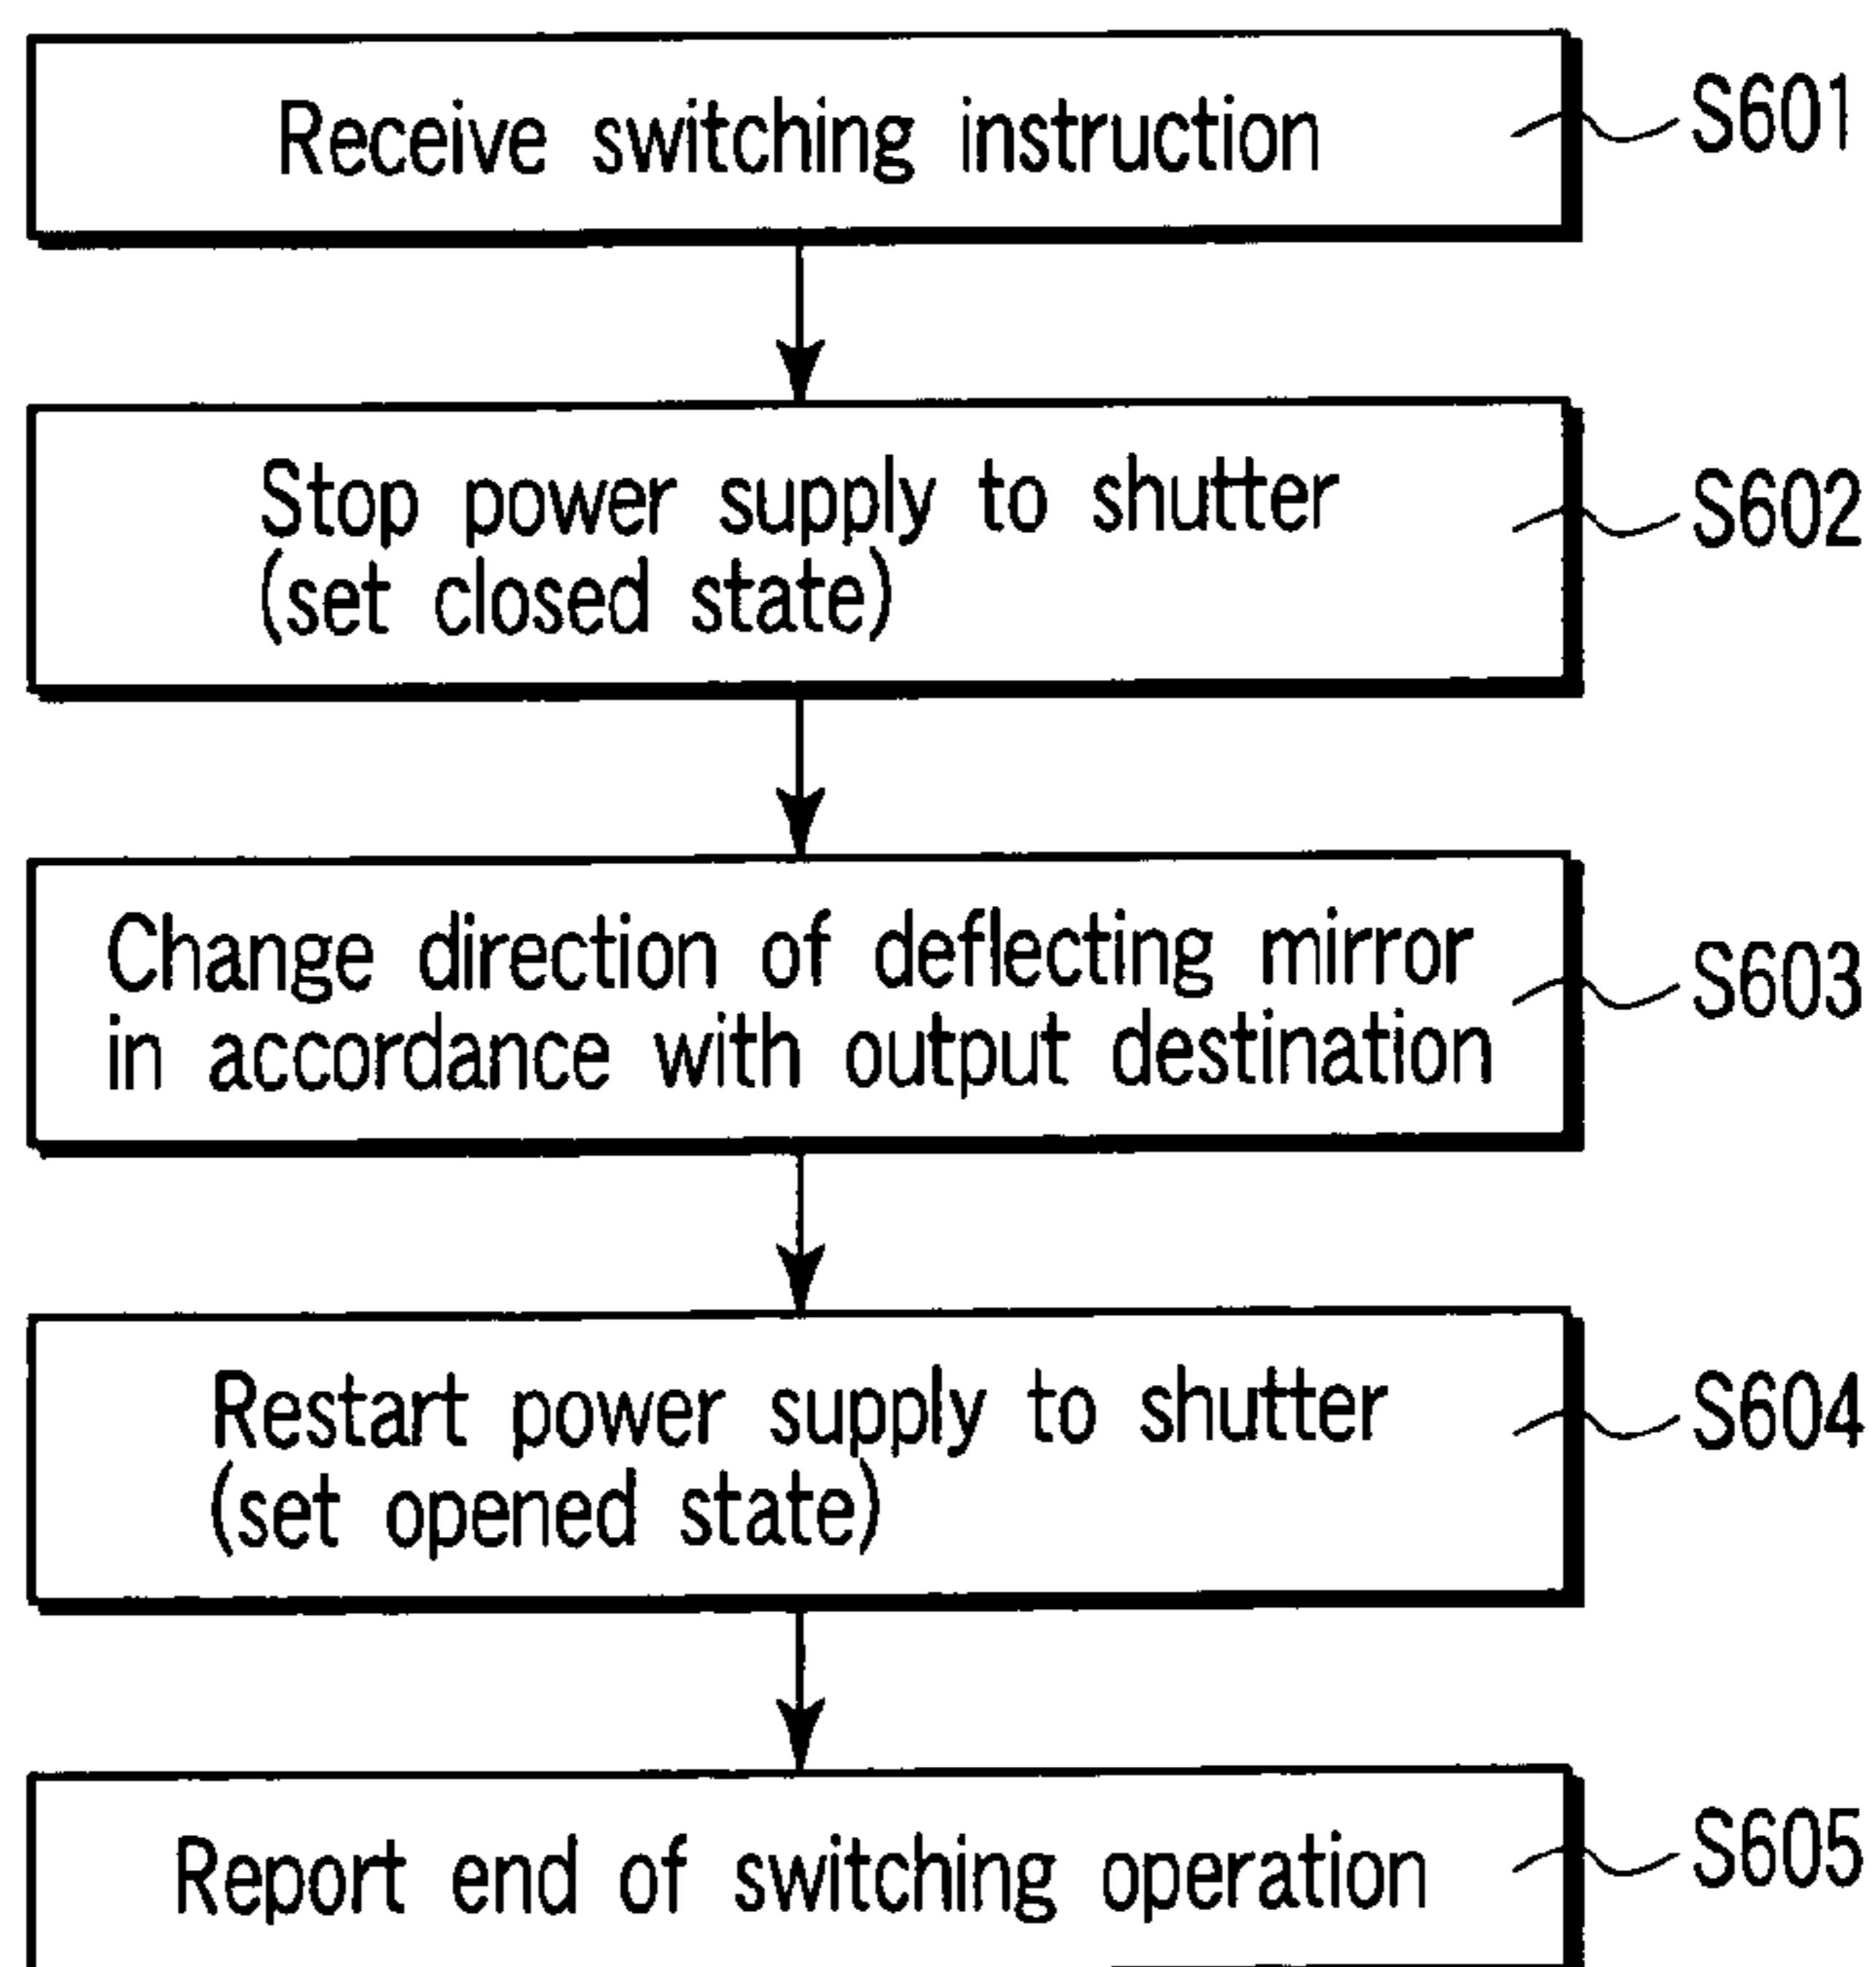 Receive switching instruction
S601
Stop power supply to shutter
(set closed state)
S602
Change direction of deflecting mirror
in accordance with output destination
S603
Restart power supply to shutter
(set opened state)
S604
Report end of switching operation
S605